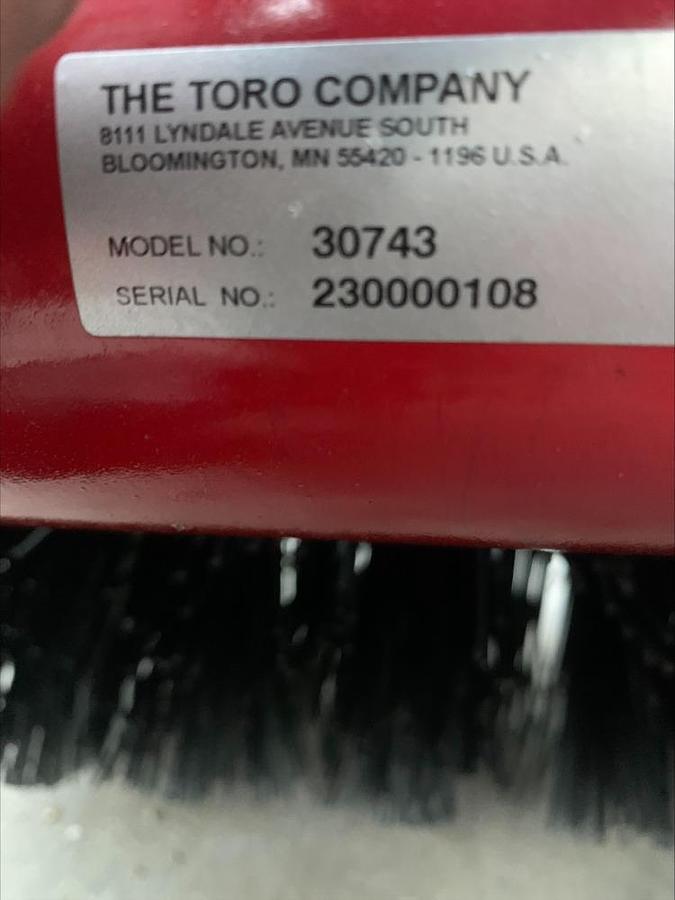 THE TORO COMPANY
8111 LYNDALE AVENUE SOUTH
BLOOMINGTON, MN 55420 - 1196 U.S.A.
MODEL NO.: 30743
SERIAL NO.: 230000108